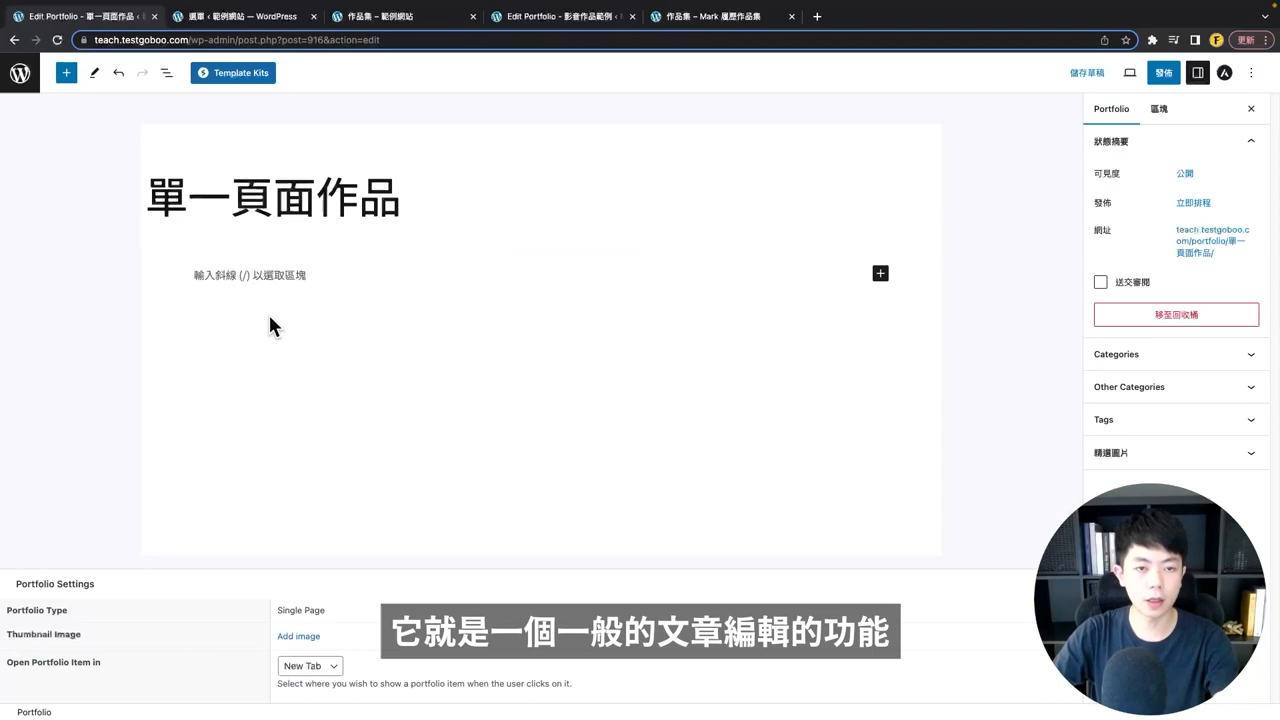 Edit Portfolio - 單一頁面作品 ‹
選單 ‹ 範例網站 — WordPress
作品集 – 範例網站
Edit Portfolio - 影音作品範例 ‹
作品集 – Mark 履歷作品集
teach.testgoboo.com/wp-admin/post.php?post=916&action=edit
更新
Template Kits
儲存草稿
發佈
Portfolio
區塊
狀態摘要
可見度
公開
發佈
立即排程
網址
teach.testgoboo.c
om/portfolio/單一
頁面作品/
送交審閱
移至回收桶
Categories
Other Categories
Tags
精選圖片
單一頁面作品
輸入斜線 (/) 以選取區塊
Portfolio Settings
Portfolio Type
Single Page
Thumbnail Image
Add image
Open Portfolio Item in
New Tab
Select where you wish to show a portfolio item when the user clicks on it.
它就是一個一般的文章編輯的功能
Portfolio